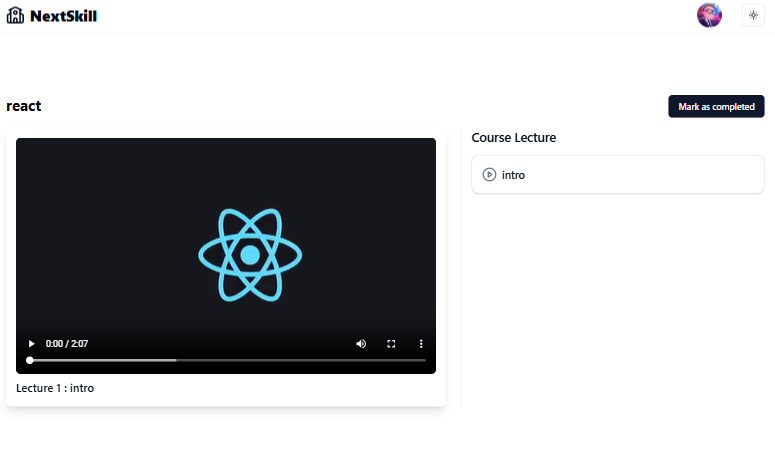 NextSkill
react
Mark as completed
0:00 / 2:07
Lecture 1 : intro
Course Lecture
intro